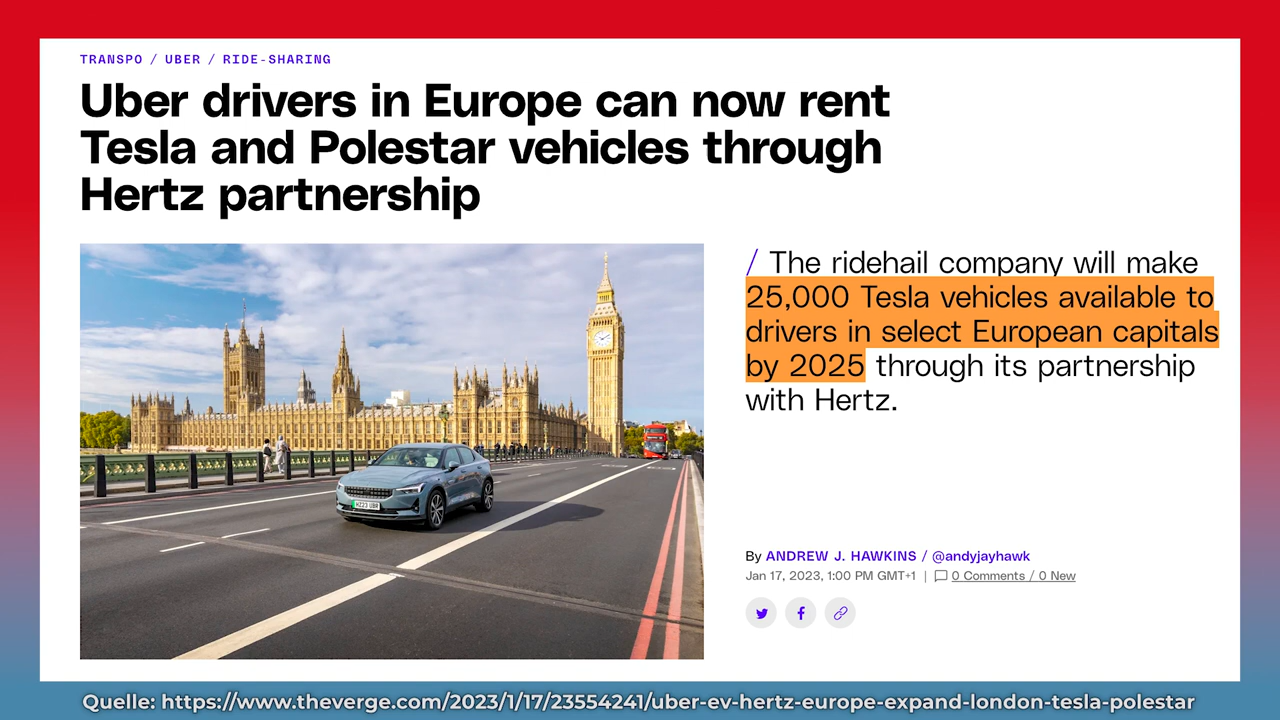 TRANSPO / UBER / RIDE-SHARING
Uber drivers in Europe can now rent
Tesla and Polestar vehicles through
Hertz partnership
/ The ridehail company will make
25,000 Tesla vehicles available to
drivers in select European capitals
by 2025 through its partnership
with Hertz.
HZ23 UBR
By ANDREW J. HAWKINS / @andyjayhawk
Jan 17, 2023, 1:00 PM GMT+1 | 0 Comments / 0 New
Quelle: https://www.theverge.com/2023/1/17/23554241/uber-ev-hertz-europe-expand-london-tesla-polestar